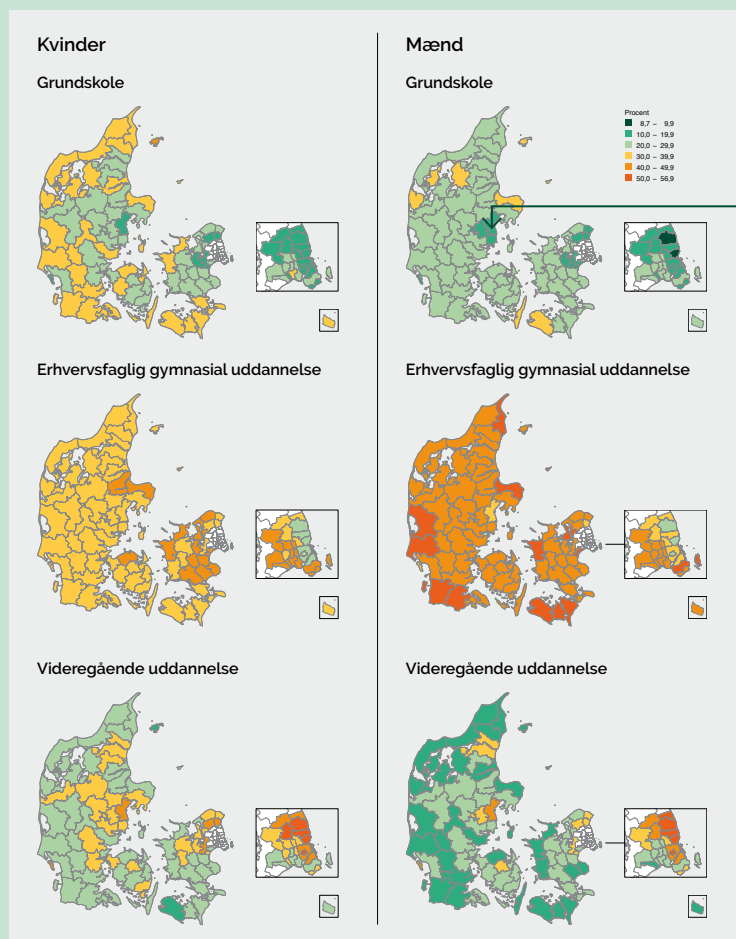 Kvinder
Grundskole
Mænd
Grundskole
Procent
8,7 – 9,9
10,0 – 19,9
20,0 – 29,9
30,0 – 39,9
40,0 – 49,9
50,0 – 56,9
Erhvervsfaglig gymnasial uddannelse
Erhvervsfaglig gymnasial uddannelse
Videregående uddannelse
Videregående uddannelse